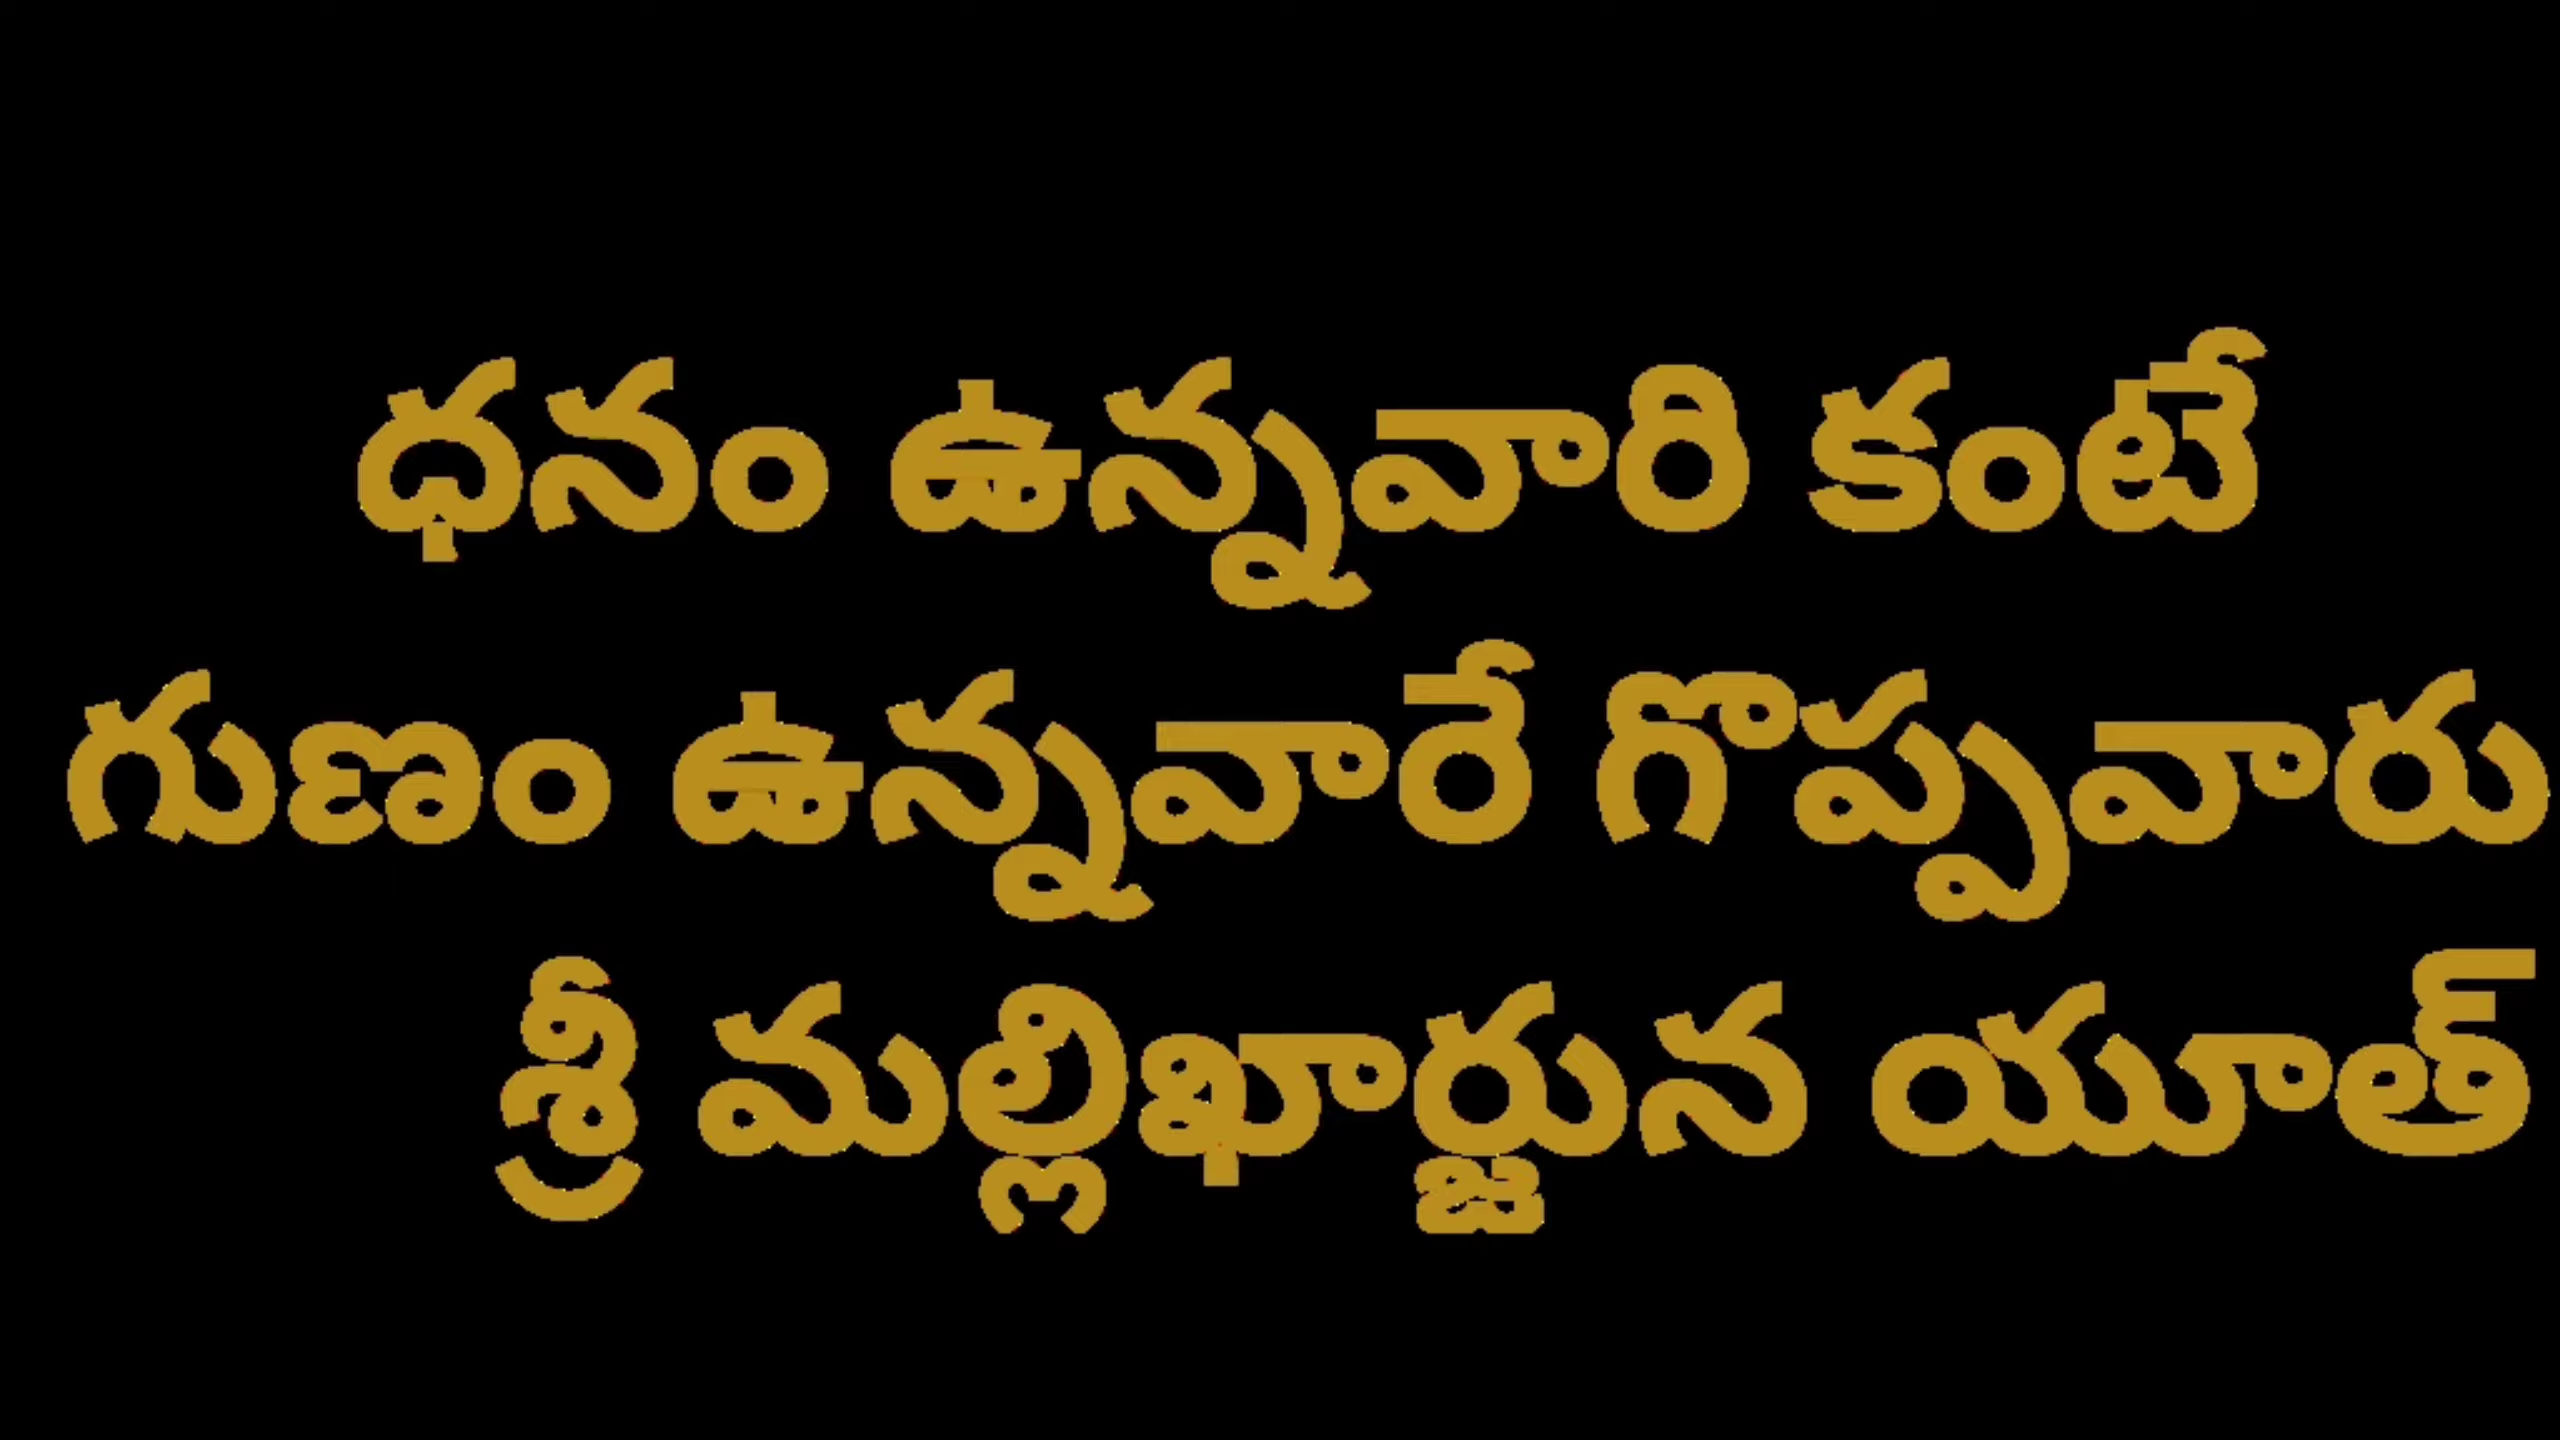 ధనం ఉన్నవారి కంటే
గుణం ఉన్నవారే గొప్పవారు
శ్రీ మల్లిఖార్జున యూత్